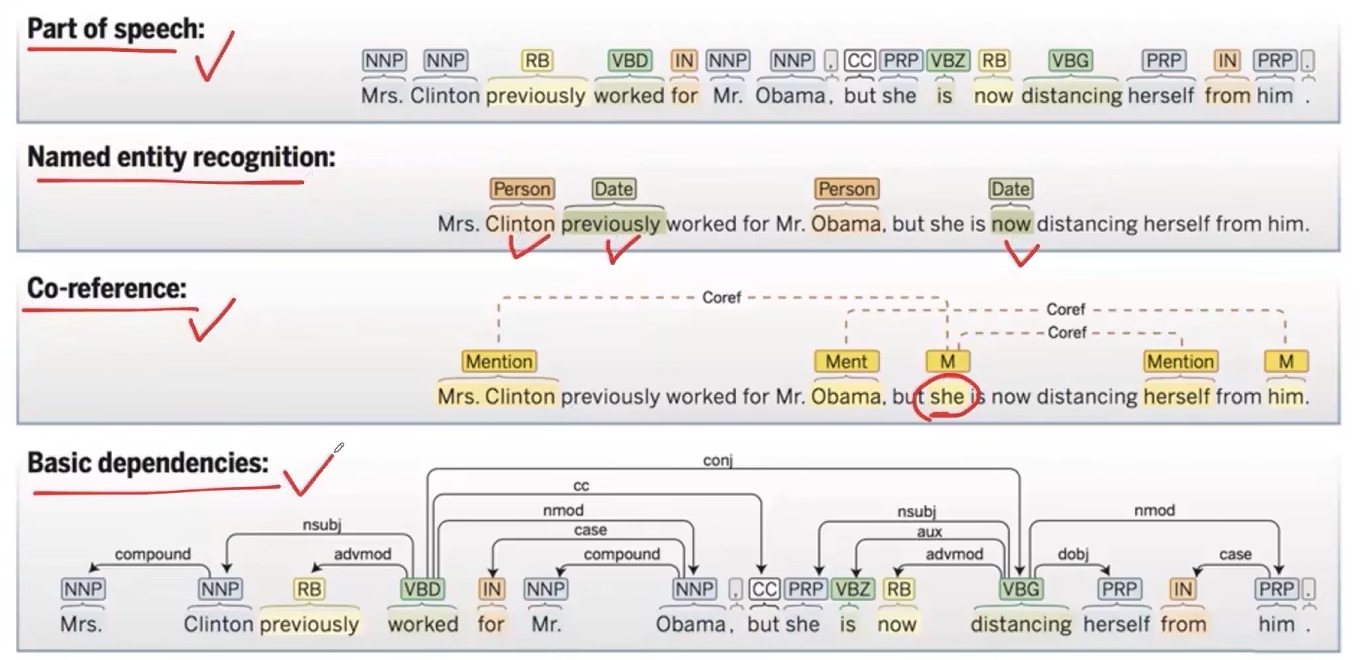 Part of speech:
NNP NNP RB VBD IN NNP NNP , CC PRP VBZ RB VBG PRP IN PRP .
Mrs. Clinton previously worked for Mr. Obama, but she is now distancing herself from him .
Named entity recognition:
Person Date Person Date
Mrs. Clinton previously worked for Mr. Obama, but she is now distancing herself from him.
Co-reference:
Coref
Coref
Coref
Mention Ment M Mention M
Mrs. Clinton previously worked for Mr. Obama, but she is now distancing herself from him.
Basic dependencies:
conj
cc
nmod nsubj nmod
nsubj case aux
compound advmod compound advmod dobj case
NNP NNP RB VBD IN NNP NNP , CC PRP VBZ RB VBG PRP IN PRP .
Mrs. Clinton previously worked for Mr. Obama, but she is now distancing herself from him .